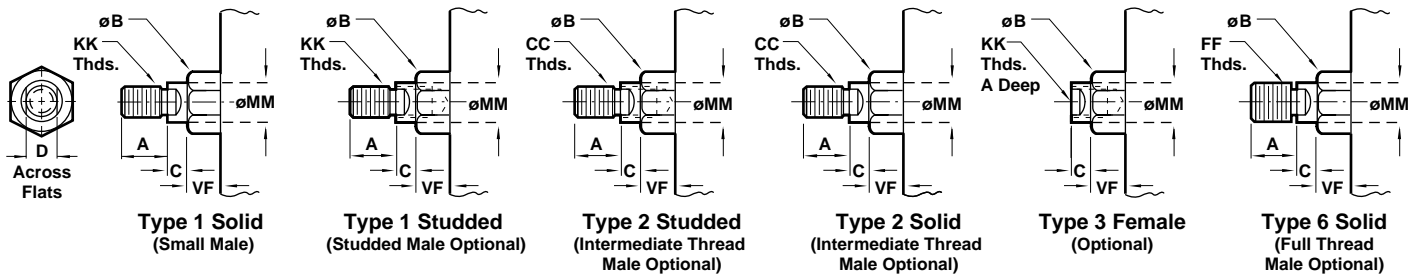 D
Across
Flats
øB
KK
Thds.
øMM
A
C
VF
Type 1 Solid
(Small Male)
øB
KK
Thds.
øMM
A
C
VF
Type 1 Studded
(Studded Male Optional)
øB
CC
Thds.
øMM
A
C
VF
Type 2 Studded
(Intermediate Thread
Male Optional)
øB
CC
Thds.
øMM
A
C
VF
Type 2 Solid
(Intermediate Thread
Male Optional)
øB
KK
Thds.
A Deep
øMM
C
VF
Type 3 Female
(Optional)
øB
FF
Thds.
øMM
A
C
VF
Type 6 Solid
(Full Thread
Male Optional)